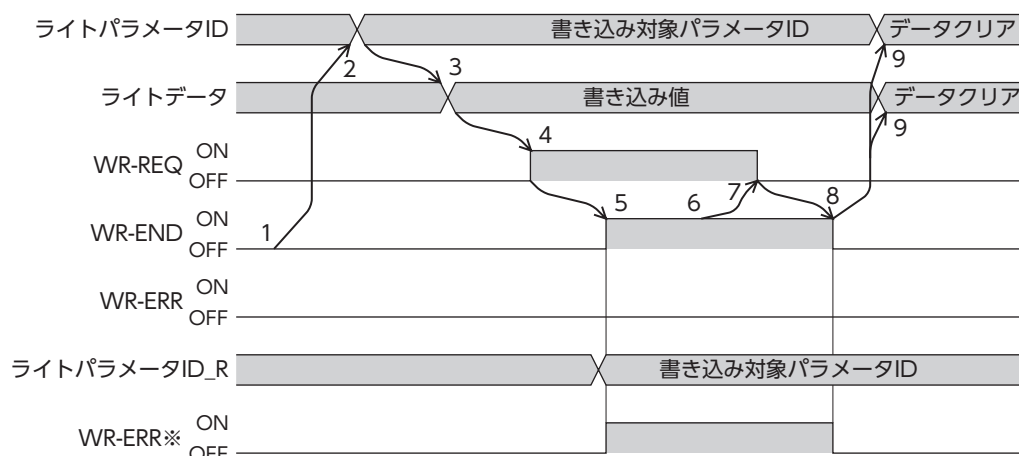 ライトパラメータID 書き込み対象パラメータID データクリア
2 3 9
ライトデータ 書き込み値 データクリア
4 9
WR-REQ ON
OFF
5 6 7 8
WR-END ON
OFF
1
WR-ERR ON
OFF
ライトパラメータID_R 書き込み対象パラメータID
WR-ERR※ ON
OFF